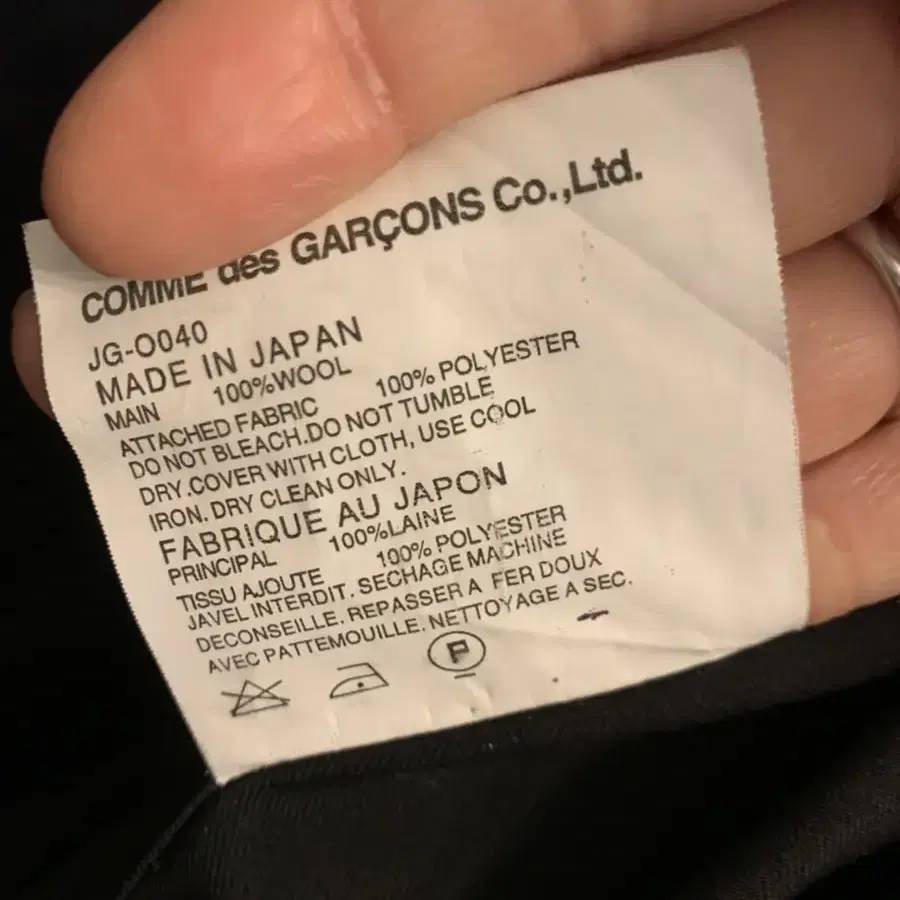 COMME des GARÇONS Co.,Ltd.
JG-O040
MADE IN JAPAN
MAIN 100%WOOL
ATTACHED FABRIC 100% POLYESTER
DO NOT BLEACH.DO NOT TUMBLE
DRY.COVER WITH CLOTH, USE COOL
IRON. DRY CLEAN ONLY.
FABRIQUE AU JAPON
PRINCIPAL 100%LAINE
TISSU AJOUTE 100% POLYESTER
JAVEL INTERDIT. SECHAGE MACHINE
DECONSEILLE. REPASSER A FER DOUX
AVEC PATTEMOUILLE. NETTOYAGE A SEC.
P